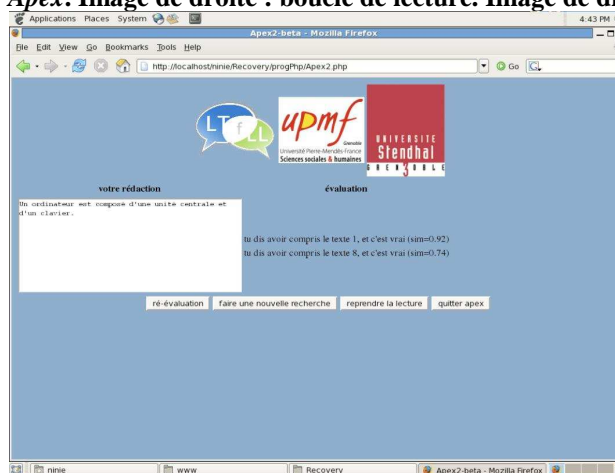 Apex. Image de droite : boucle de lecture. Image de dr
Applications Places System 4:43 PM
Apex2-beta - Mozilla Firefox
File Edit View Go Bookmarks Tools Help
http://localhost/ninie/Recovery/progPhp/Apex2.php Go
LTfLL
upmf
Grenoble
Université Pierre-Mendès-France
Sciences sociales & humaines
UNIVERSITE
Stendhal
GRENOBLE
votre rédaction évaluation
Un ordinateur est composé d'une unité centrale et
d'un clavier.
tu dis avoir compris le texte 1, et c'est vrai (sim=0.92)
tu dis avoir compris le texte 8, et c'est vrai (sim=0.74)
ré-évaluation faire une nouvelle recherche reprendre la lecture quitter apex
ninie www Recovery Apex2-beta - Mozilla Firefox